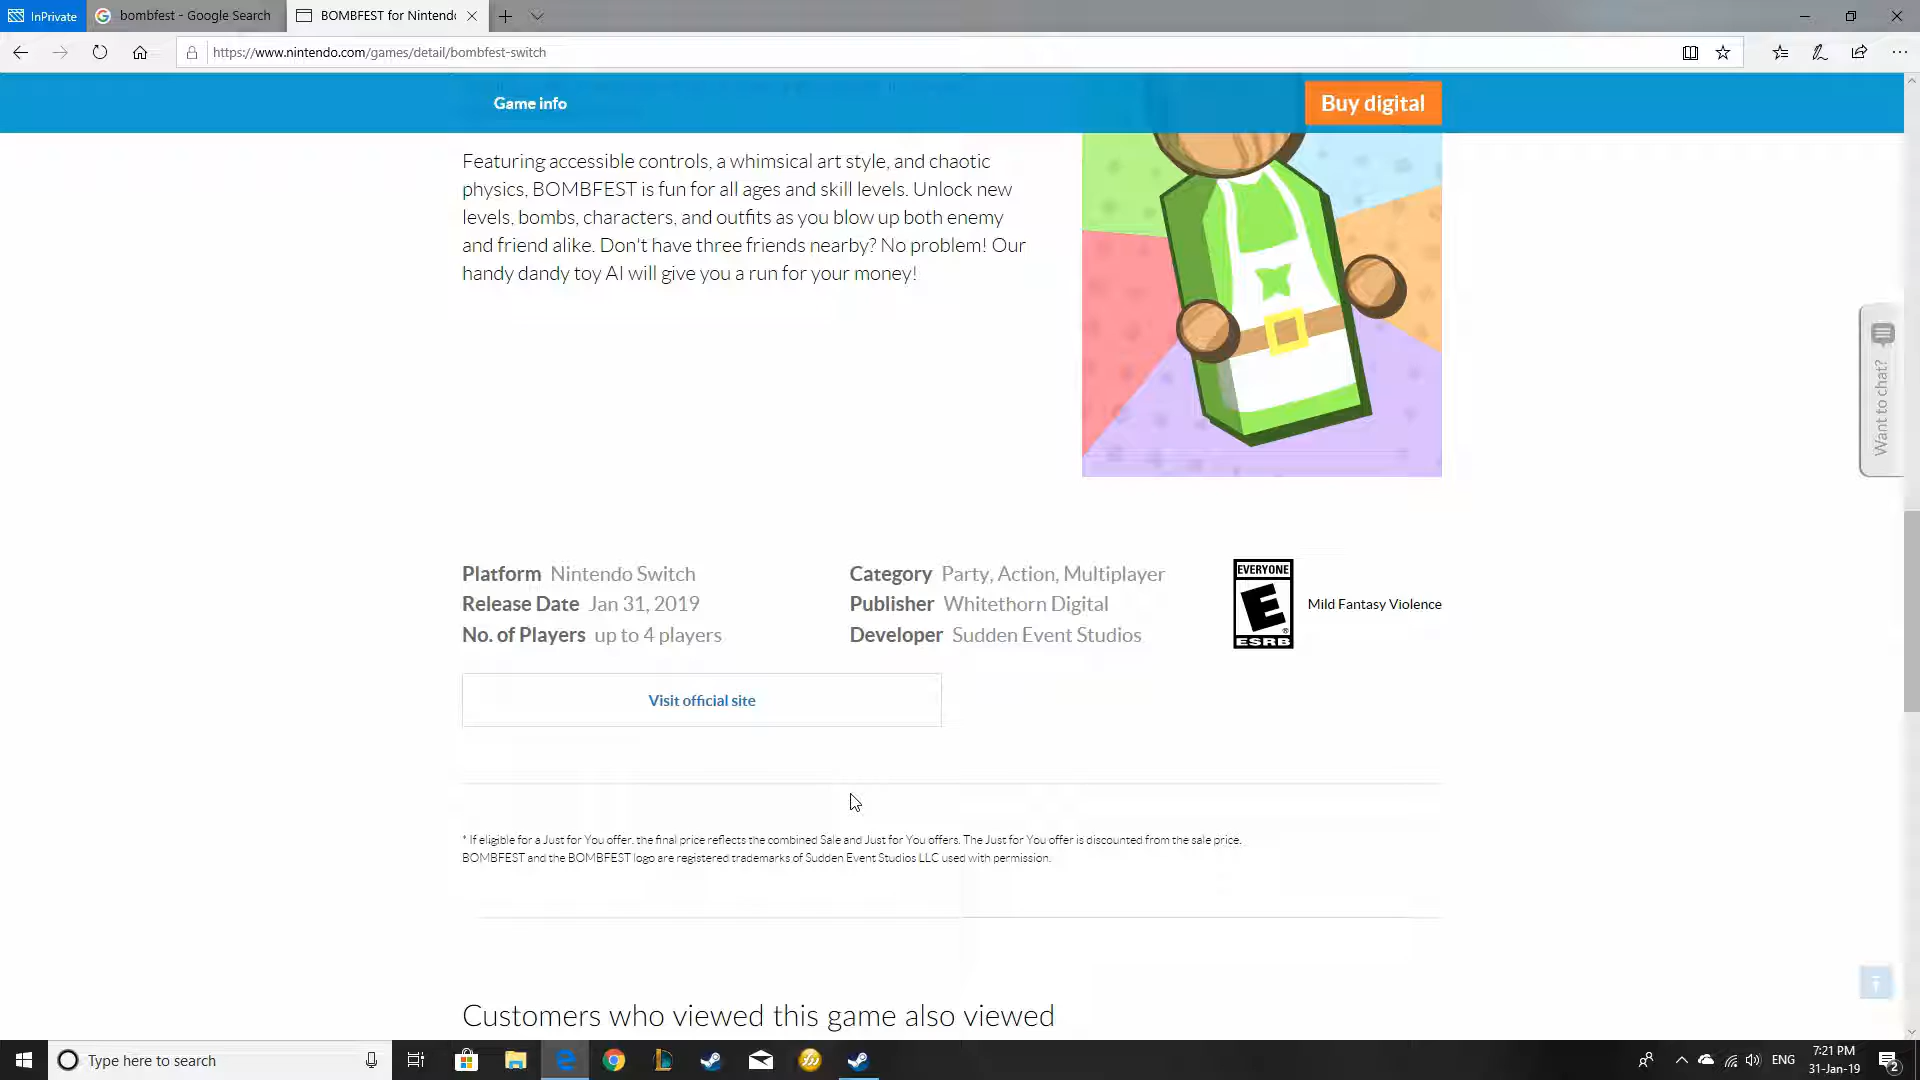 InPrivate
bombfest - Google Search
BOMBFEST for Nintendo
https://www.nintendo.com/games/detail/bombfest-switch
Game info
Buy digital
Featuring accessible controls, a whimsical art style, and chaotic
physics, BOMBFEST is fun for all ages and skill levels. Unlock new
levels, bombs, characters, and outfits as you blow up both enemy
and friend alike. Don't have three friends nearby? No problem! Our
handy dandy toy AI will give you a run for your money!
Want to chat?
Platform Nintendo Switch
Release Date Jan 31, 2019
No. of Players up to 4 players
Category Party, Action, Multiplayer
Publisher Whitethorn Digital
Developer Sudden Event Studios
EVERYONE
E
ESRB
Mild Fantasy Violence
Visit official site
* If eligible for a Just for You offer, the final price reflects the combined Sale and Just for You offers. The Just for You offer is discounted from the sale price.
BOMBFEST and the BOMBFEST logo are registered trademarks of Sudden Event Studios LLC used with permission.
Customers who viewed this game also viewed
Type here to search
ENG
7:21 PM
31-Jan-19
2